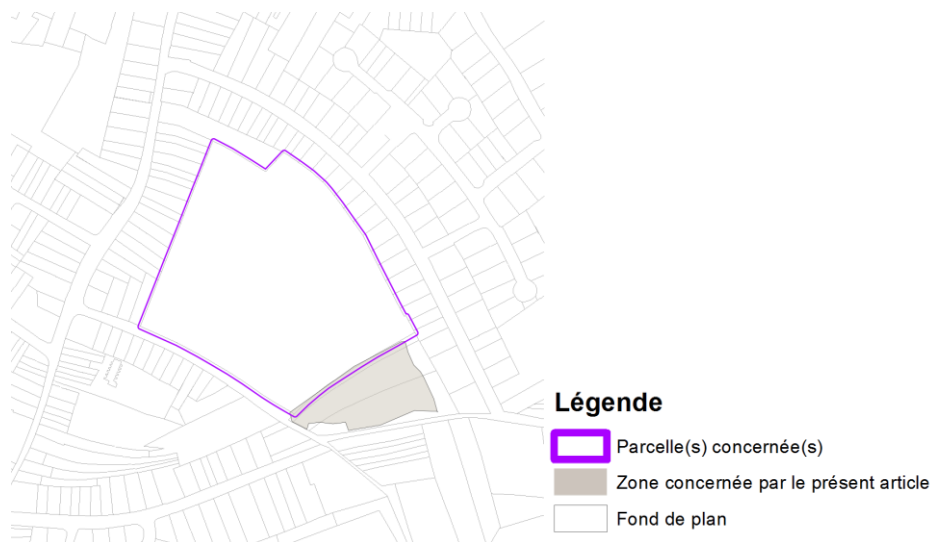 Légende
Parcelle(s) concernée(s)
Zone concernée par le présent article
Fond de plan